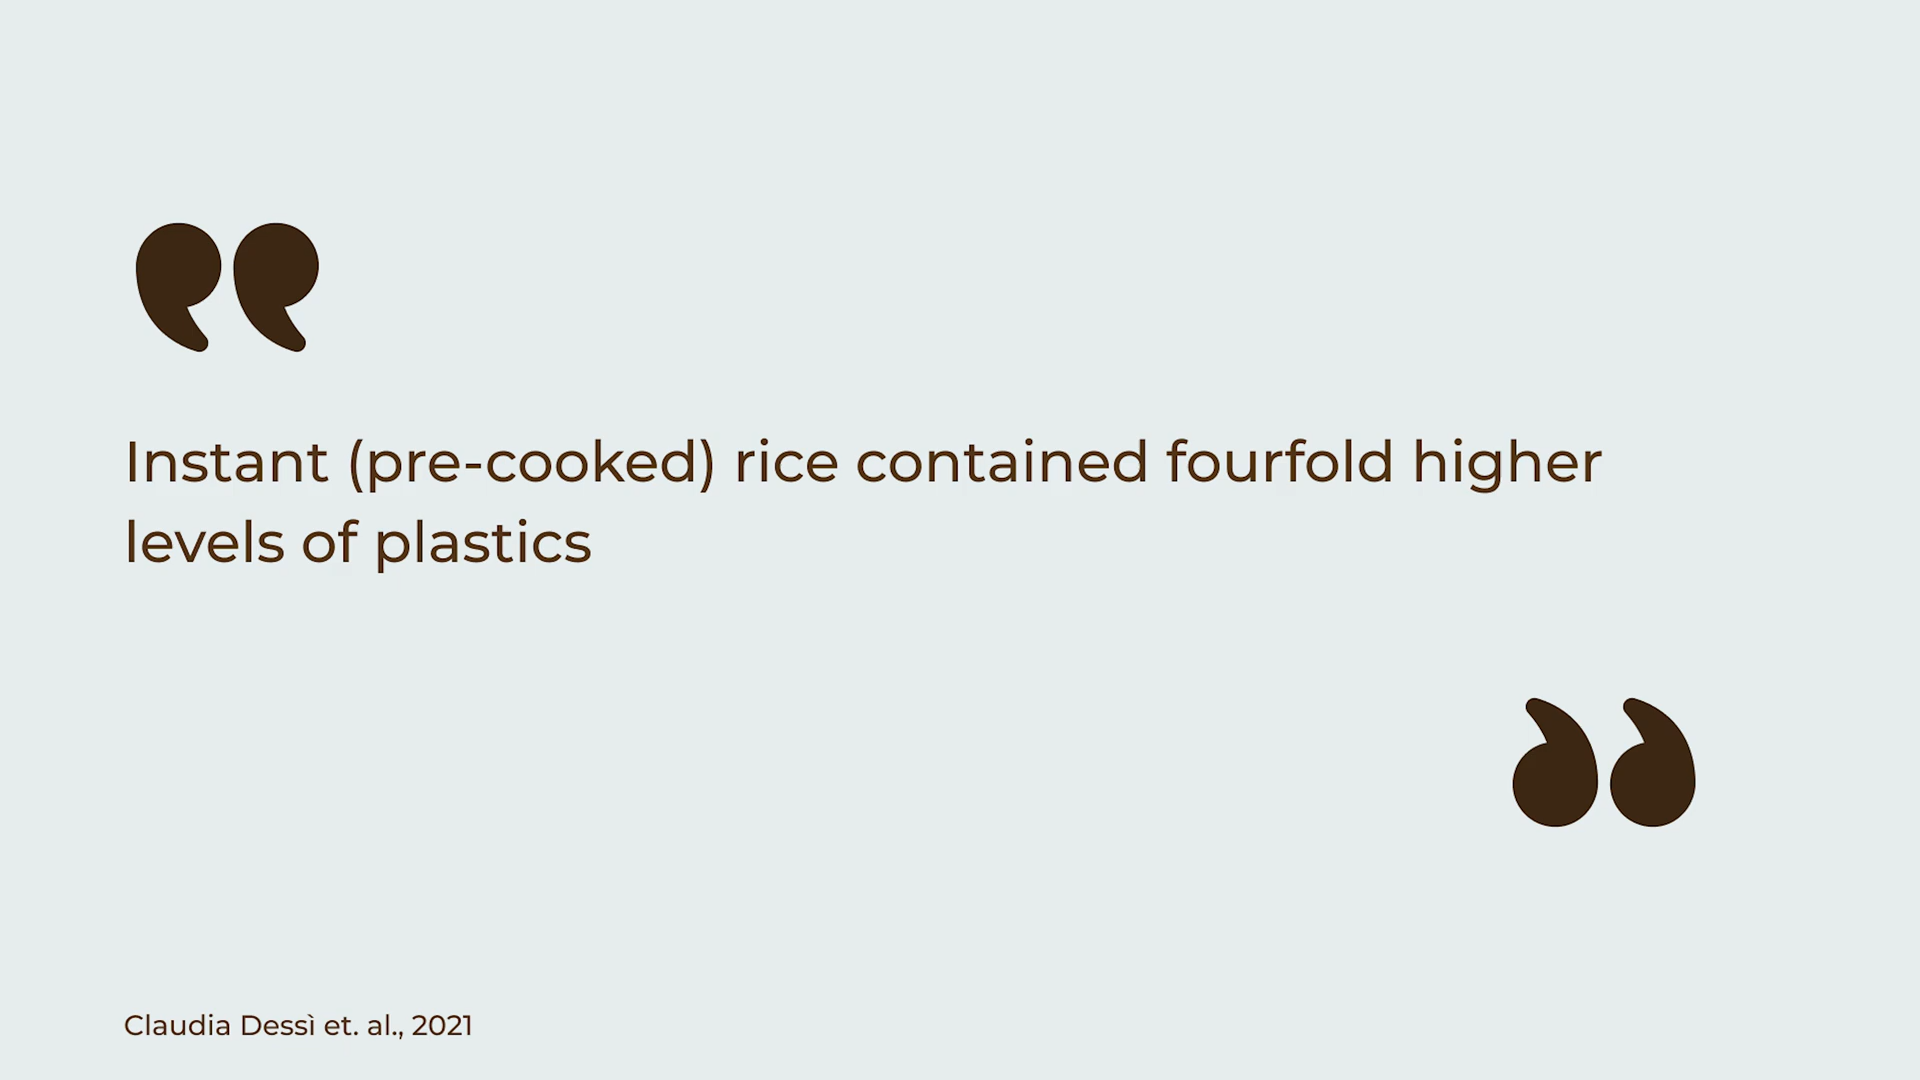 Instant (pre-cooked) rice contained fourfold higher
levels of plastics
Claudia Dessì et. al., 2021